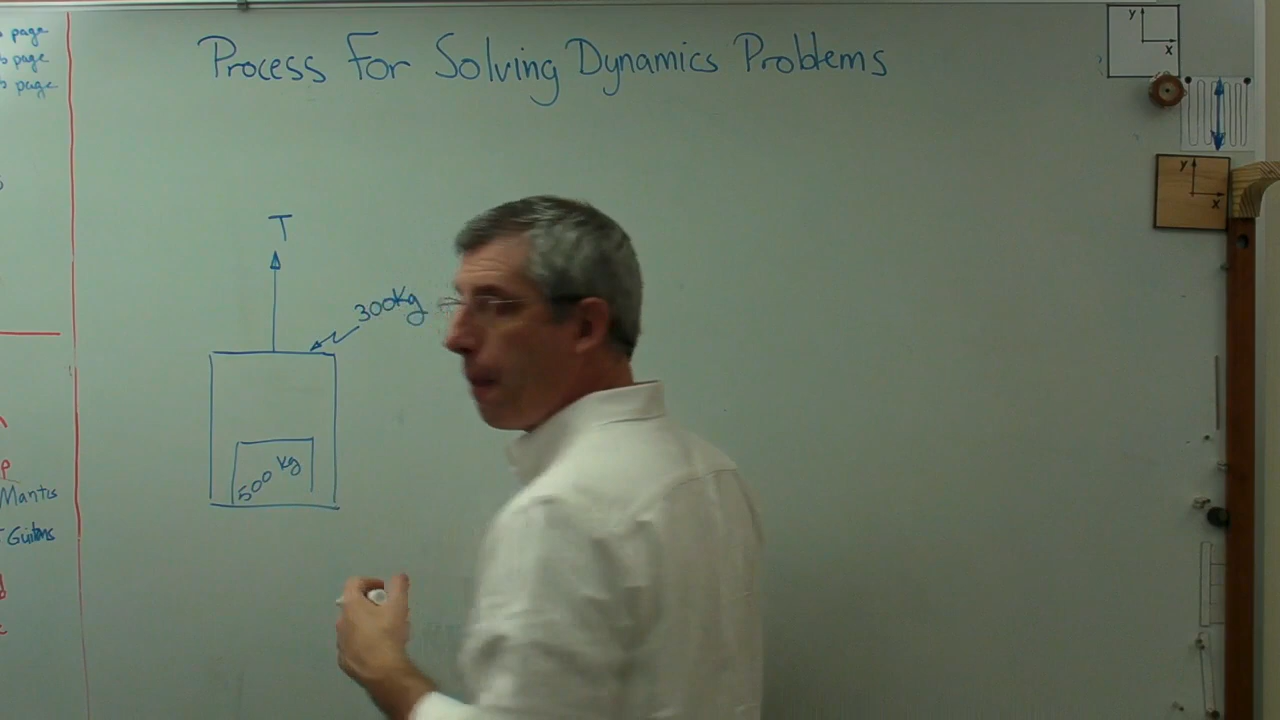 page
page
page
Process For Solving Dynamics Problems
y
x
y
x
T
300Kg
500 Kg
p
Mantis
Guitars